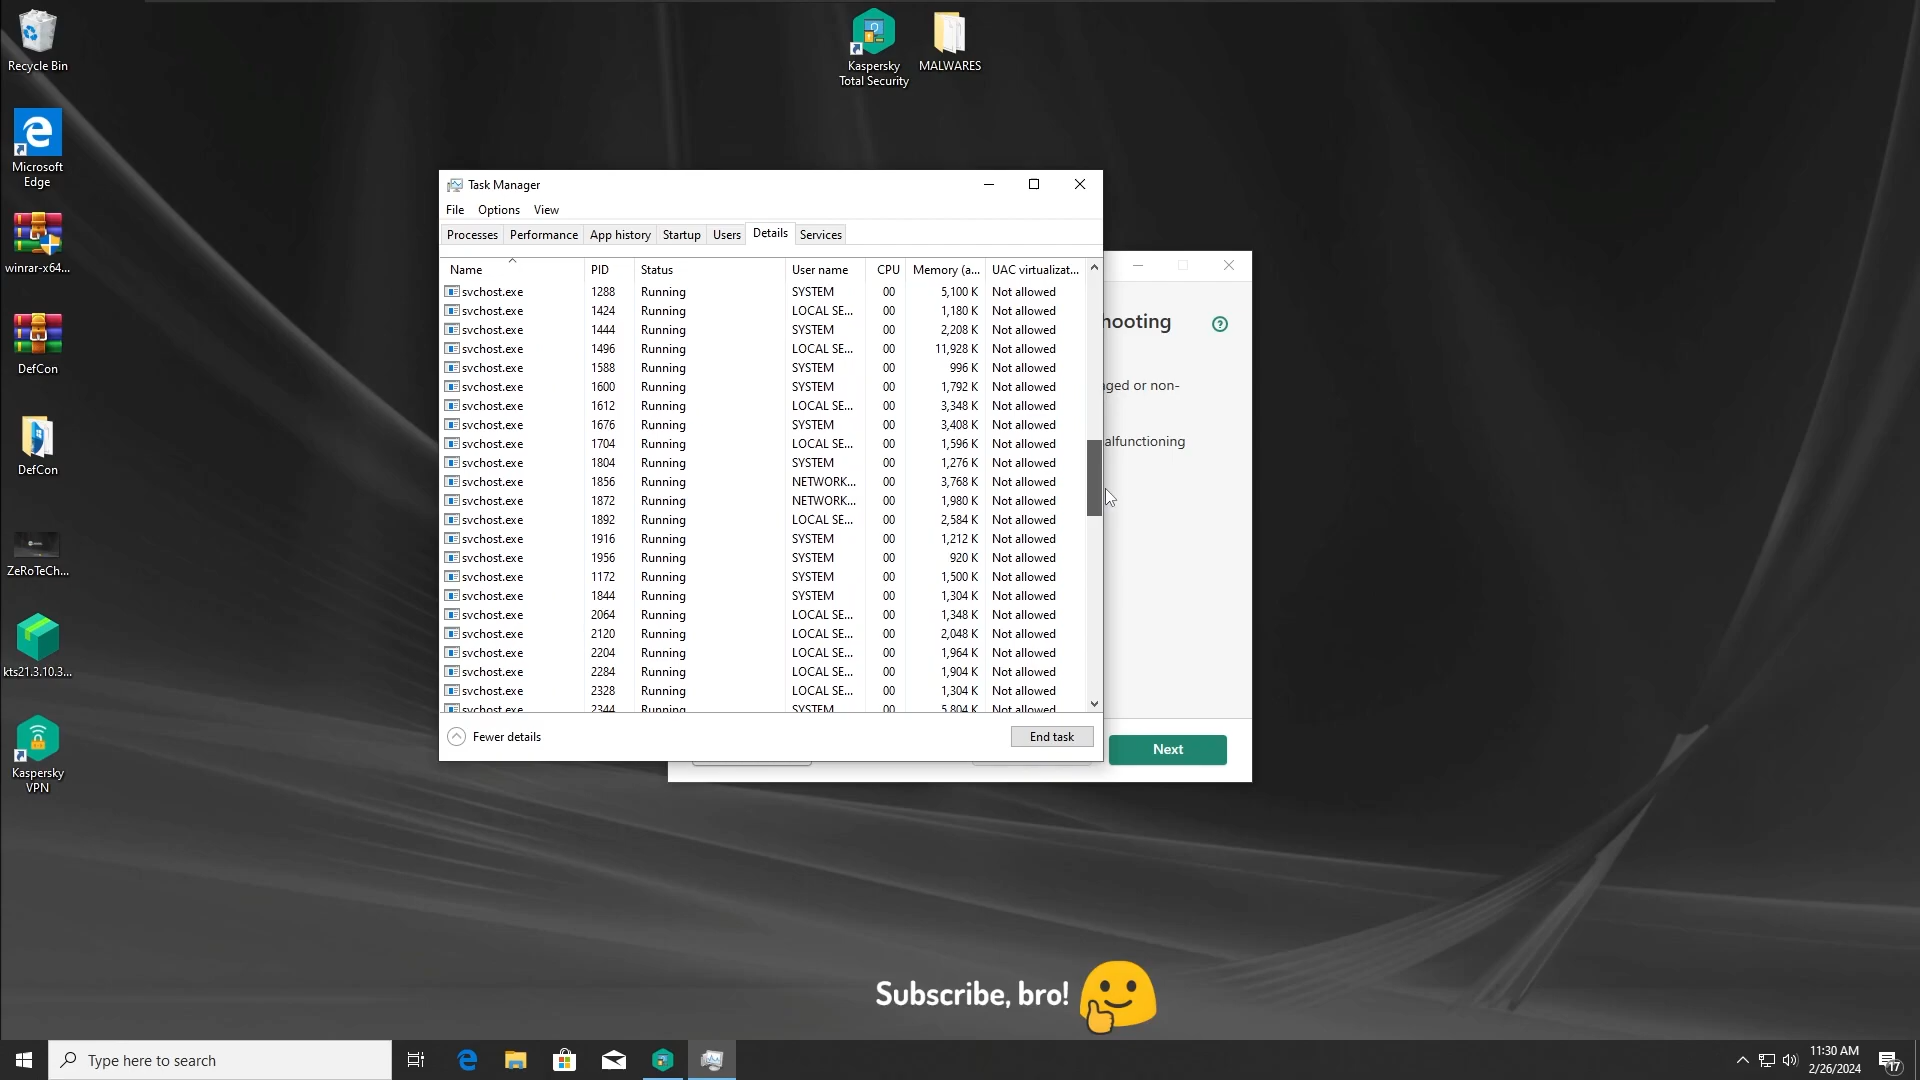 Recycle Bin
Kaspersky
Total Security
MALWARES
Microsoft
Edge
winrar-x64...
DefCon
DefCon
ZeRoTeCh...
kts21.3.10.3...
Kaspersky
VPN
Task Manager
File Options View
Processes Performance App history Startup Users Details Services
Name PID Status User name CPU Memory (a... UAC virtualizat...
svchost.exe 1288 Running SYSTEM 00 5,100 K Not allowed
svchost.exe 1424 Running LOCAL SE... 00 1,180 K Not allowed
svchost.exe 1444 Running SYSTEM 00 2,208 K Not allowed
svchost.exe 1496 Running LOCAL SE... 00 11,928 K Not allowed
svchost.exe 1588 Running SYSTEM 00 996 K Not allowed
svchost.exe 1600 Running SYSTEM 00 1,792 K Not allowed
svchost.exe 1612 Running LOCAL SE... 00 3,348 K Not allowed
svchost.exe 1676 Running SYSTEM 00 3,408 K Not allowed
svchost.exe 1704 Running LOCAL SE... 00 1,596 K Not allowed
svchost.exe 1804 Running SYSTEM 00 1,276 K Not allowed
svchost.exe 1856 Running NETWORK... 00 3,768 K Not allowed
svchost.exe 1872 Running NETWORK... 00 1,980 K Not allowed
svchost.exe 1892 Running LOCAL SE... 00 2,584 K Not allowed
svchost.exe 1916 Running SYSTEM 00 1,212 K Not allowed
svchost.exe 1956 Running SYSTEM 00 920 K Not allowed
svchost.exe 1172 Running SYSTEM 00 1,500 K Not allowed
svchost.exe 1844 Running SYSTEM 00 1,304 K Not allowed
svchost.exe 2064 Running LOCAL SE... 00 1,348 K Not allowed
svchost.exe 2120 Running LOCAL SE... 00 2,048 K Not allowed
svchost.exe 2204 Running LOCAL SE... 00 1,964 K Not allowed
svchost.exe 2284 Running LOCAL SE... 00 1,904 K Not allowed
svchost.exe 2328 Running LOCAL SE... 00 1,304 K Not allowed
svchost.exe 2344 Running SYSTEM 00 5,804 K Not allowed
Fewer details
End task
hooting
?
ged or non-
alfunctioning
Next
Subscribe, bro!
Type here to search
11:30 AM
2/26/2024
17